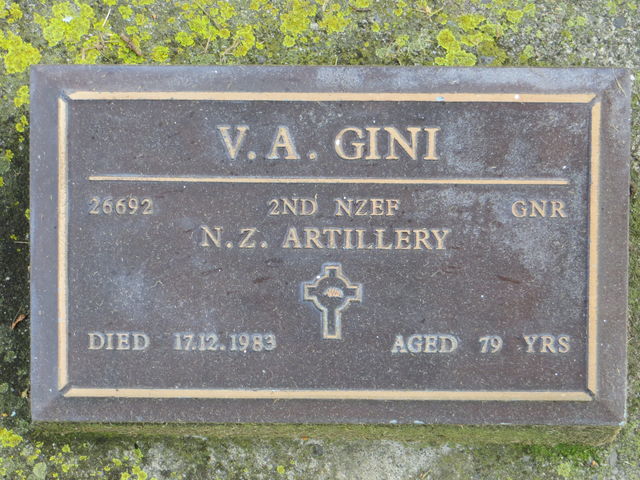 V. A. GINI
26692 2ND NZEF GNR
N.Z. ARTILLERY
DIED 17.12.1983 AGED 79 YRS